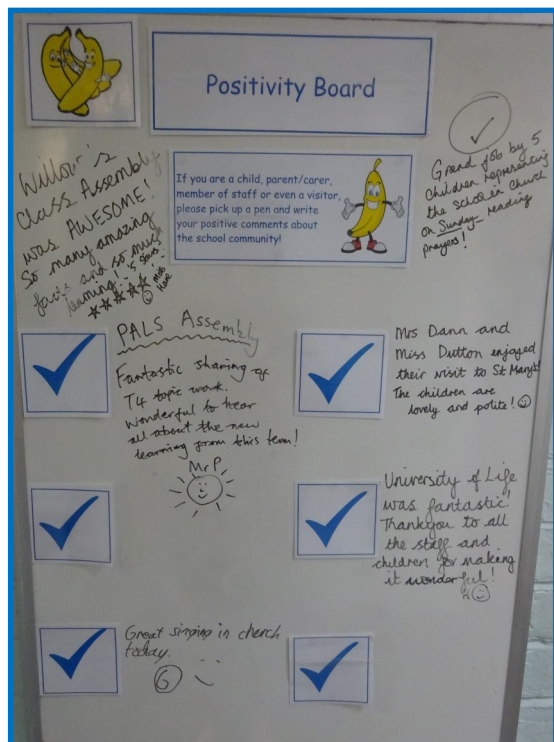 Positivity Board
If you are a child, parent/carer,
member of staff or even a visitor,
please pick up a pen and write
your positive comments about
the school community!
Willow's
Class Assembly
was AWESOME!
So many amazing
facts and so much
learning! - 5 Stars -
Miss
Hare
Grand job by 5
children representing
the school in church
on Sunday - reading
prayers!
PALS Assembly
Fantastic sharing of
T4 topic work.
Wonderful to hear
all about the new
learning from this term!
Mr P
Mrs Dann and
Miss Dutton enjoyed
their visit to St Mary's!
The children are
lovely and polite!
University of Life
was fantastic!
Thankyou to all
the staff and
children for making
it wonderful!
Great singing in church
today.